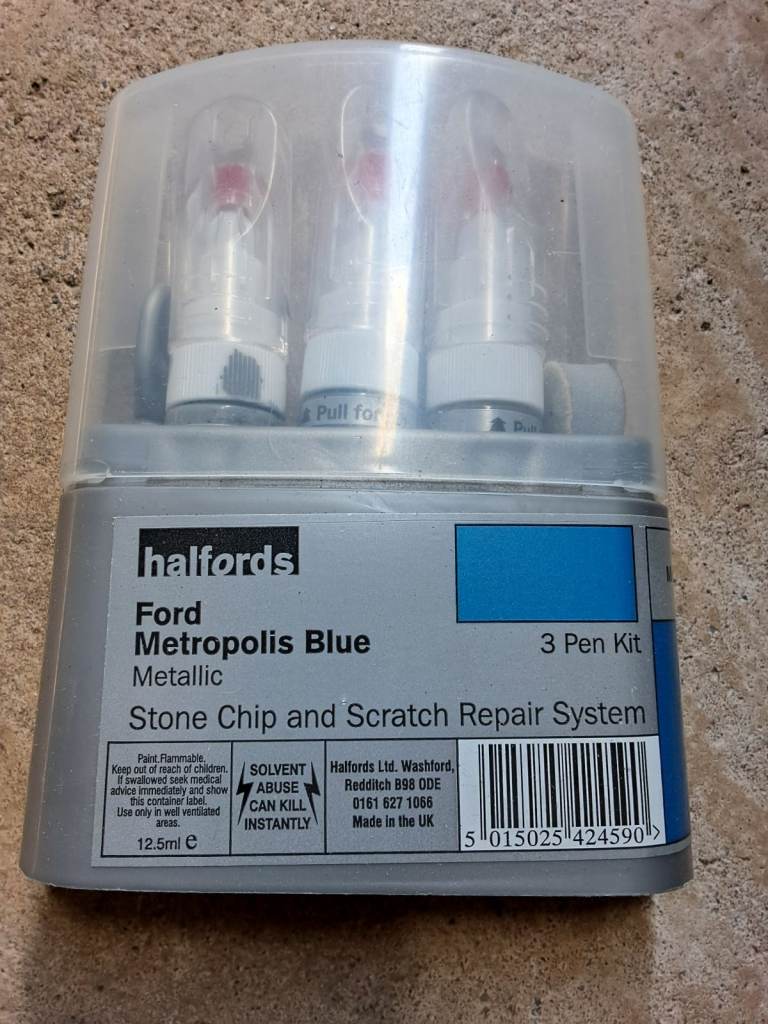 Pull for
Pull
halfords
Ford
Metropolis Blue
Metallic
3 Pen Kit
Stone Chip and Scratch Repair System
Paint.Flammable.
Keep out of reach of children.
If swallowed seek medical
advice immediately and show
this container label.
Use only in well ventilated
areas.
12.5ml e
SOLVENT
ABUSE
CAN KILL
INSTANTLY
Halfords Ltd. Washford,
Redditch B98 0DE
0161 627 1066
Made in the UK
5 015025 424590 >